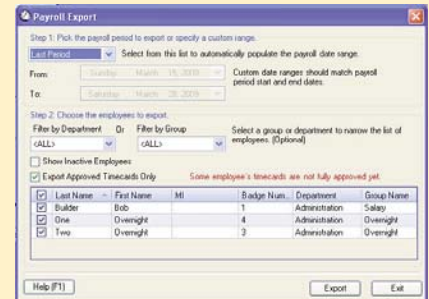 Payroll Export
Step 1: Pick the payroll period to export or specify a custom range.
Last Period
Select from this list to automatically populate the payroll date range.
From: Sunday March 15, 2009
Custom date ranges should match payroll period start and end dates.
To: Saturday March 28, 2009
Step 2: Choose the employees to export.
Filter by Department Or Filter by Group
Select a group or department to narrow the list of employees. (Optional)
<ALL> <ALL>
Show Inactive Employees
Export Approved Timecards Only
Some employee's timecards are not fully approved yet.
Last Name First Name MI Badge Num... Department Group Name
Builder Bob 1 Administration Salary
One Overnight 4 Administration Overnight
Two Overnight 3 Administration Overnight
Help (F1) Export Exit